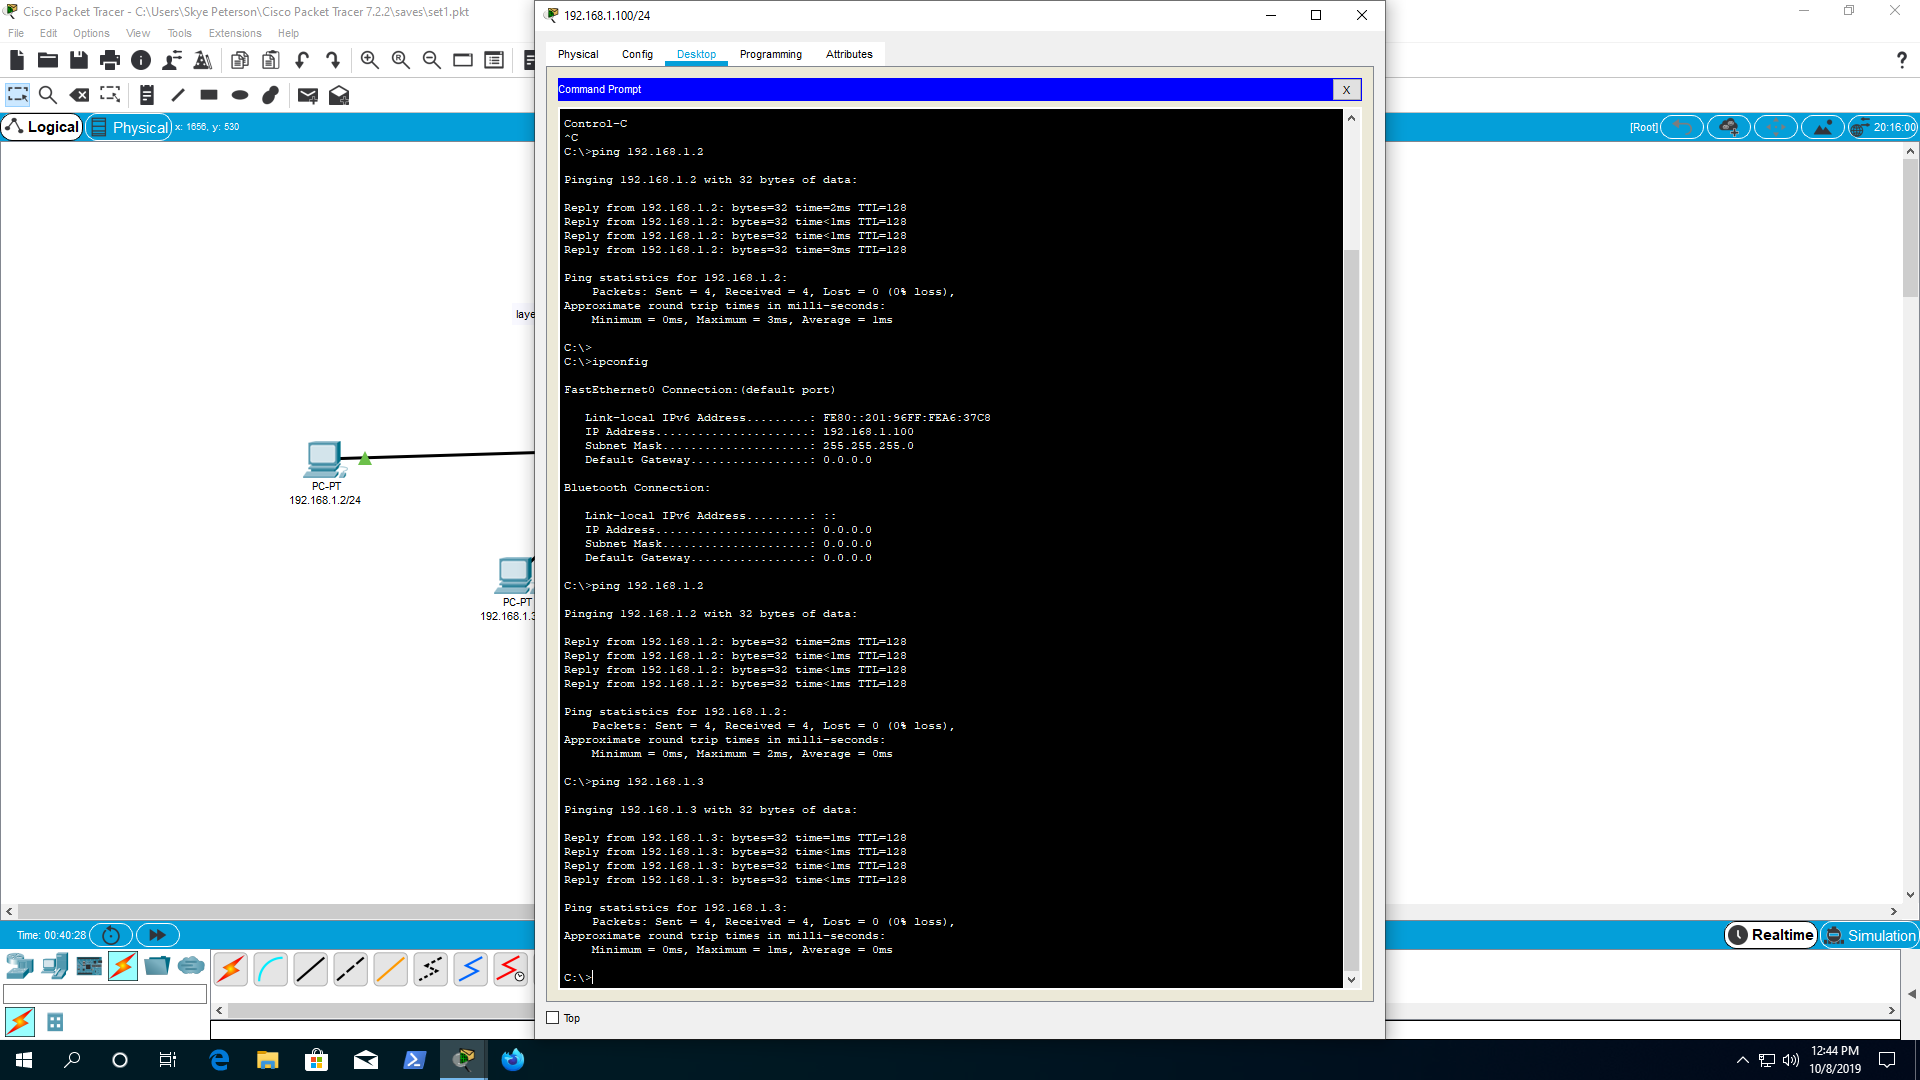 Cisco Packet Tracer - C:\Users\Skye Peterson\Cisco Packet Tracer 7.2.2\saves\set1.pkt
File Edit Options View Tools Extensions Help
Logical
Physical
x: 1656, y: 530
[Root]
20:16:00
laye
PC-PT
192.168.1.2/24
PC-PT
192.168.1.3
192.168.1.100/24
Physical Config Desktop Programming Attributes
Command Prompt
X
Control-C
^C
C:\>ping 192.168.1.2
Pinging 192.168.1.2 with 32 bytes of data:
Reply from 192.168.1.2: bytes=32 time=2ms TTL=128
Reply from 192.168.1.2: bytes=32 time<1ms TTL=128
Reply from 192.168.1.2: bytes=32 time<1ms TTL=128
Reply from 192.168.1.2: bytes=32 time=3ms TTL=128
Ping statistics for 192.168.1.2:
Packets: Sent = 4, Received = 4, Lost = 0 (0% loss),
Approximate round trip times in milli-seconds:
Minimum = 0ms, Maximum = 3ms, Average = 1ms
C:\>
C:\>ipconfig
FastEthernet0 Connection:(default port)
Link-local IPv6 Address.........: FE80::201:96FF:FEA6:37C8
IP Address......................: 192.168.1.100
Subnet Mask.....................: 255.255.255.0
Default Gateway.................: 0.0.0.0
Bluetooth Connection:
Link-local IPv6 Address.........: ::
IP Address......................: 0.0.0.0
Subnet Mask.....................: 0.0.0.0
Default Gateway.................: 0.0.0.0
C:\>ping 192.168.1.2
Pinging 192.168.1.2 with 32 bytes of data:
Reply from 192.168.1.2: bytes=32 time=2ms TTL=128
Reply from 192.168.1.2: bytes=32 time<1ms TTL=128
Reply from 192.168.1.2: bytes=32 time<1ms TTL=128
Reply from 192.168.1.2: bytes=32 time<1ms TTL=128
Ping statistics for 192.168.1.2:
Packets: Sent = 4, Received = 4, Lost = 0 (0% loss),
Approximate round trip times in milli-seconds:
Minimum = 0ms, Maximum = 2ms, Average = 0ms
C:\>ping 192.168.1.3
Pinging 192.168.1.3 with 32 bytes of data:
Reply from 192.168.1.3: bytes=32 time=1ms TTL=128
Reply from 192.168.1.3: bytes=32 time<1ms TTL=128
Reply from 192.168.1.3: bytes=32 time<1ms TTL=128
Reply from 192.168.1.3: bytes=32 time<1ms TTL=128
Ping statistics for 192.168.1.3:
Packets: Sent = 4, Received = 4, Lost = 0 (0% loss),
Approximate round trip times in milli-seconds:
Minimum = 0ms, Maximum = 1ms, Average = 0ms
C:\>
Top
Time: 00:40:28
Realtime
Simulation
12:44 PM
10/8/2019